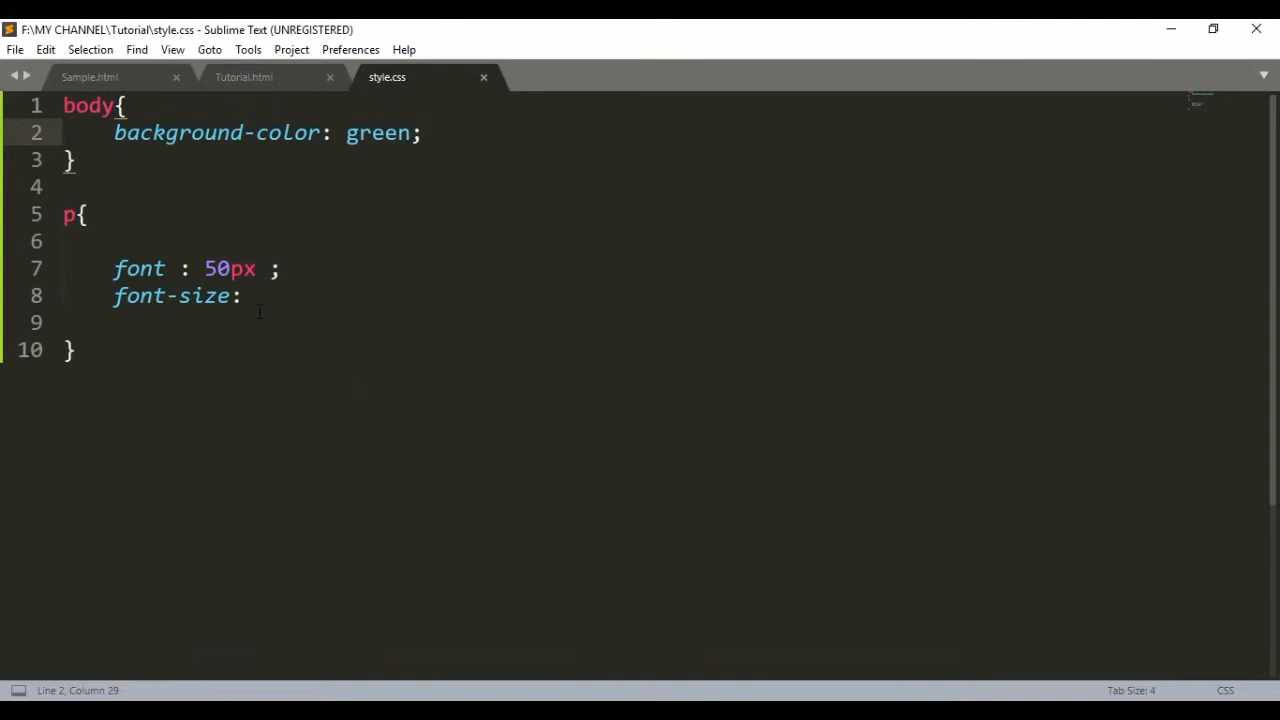 F:\MY CHANNEL\Tutorial\style.css - Sublime Text (UNREGISTERED)
File Edit Selection Find View Goto Tools Project Preferences Help
Sample.html Tutorial.html style.css
1 body{
2 background-color: green;
3 }
4
5 p{
6
7 font : 50px ;
8 font-size:
9
10 }
Line 2, Column 29 Tab Size: 4 CSS